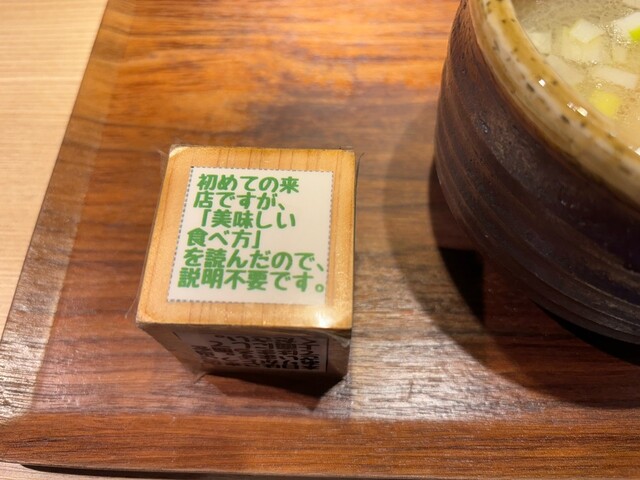 初めての来
店ですが、
「美味しい
食べ方」
を読んだので、
説明不要です。